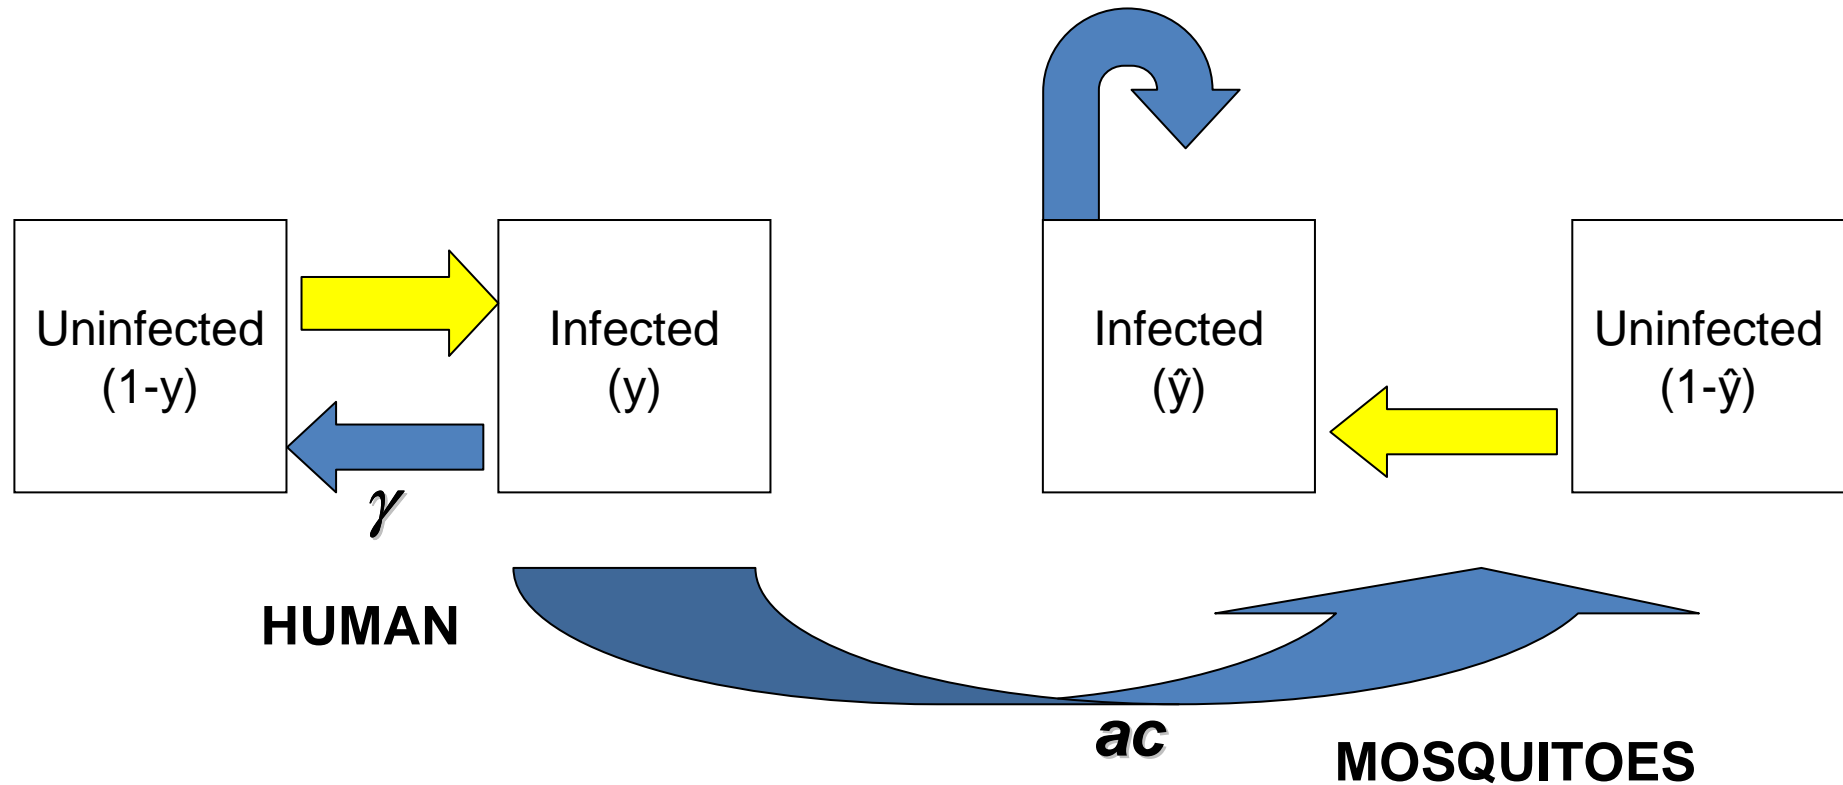 Uninfected
(1-y)
Infected
(y)
Infected
(ŷ)
Uninfected
(1-ŷ)
γ
HUMAN
ac
MOSQUITOES